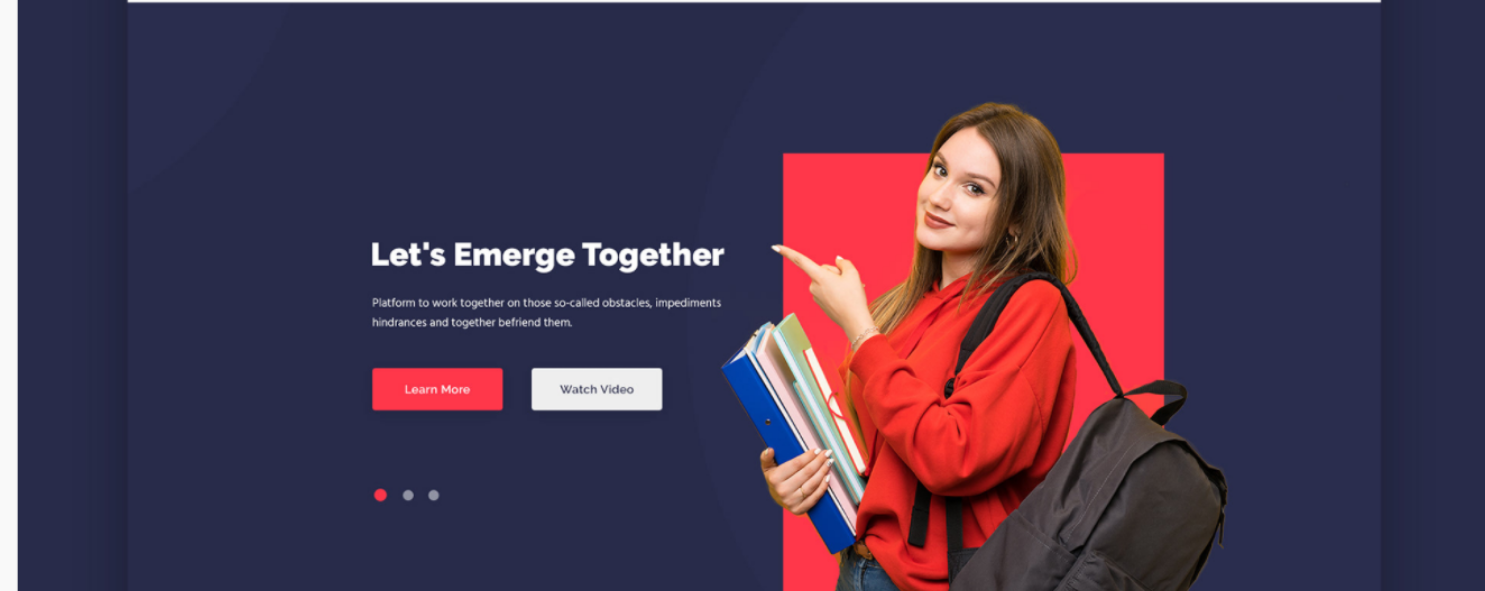 Let's Emerge Together
Platform to work together on those so-called obstacles, impediments
hindrances and together befriend them.
Learn More
Watch Video